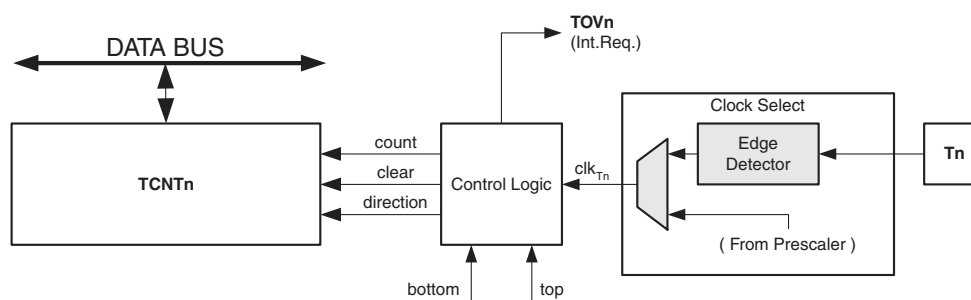 TOVn
(Int.Req.)
DATA BUS
Clock Select
count
Edge
Detector
Tn
TCNTn
clear
Control Logic
clkTn
direction
( From Prescaler )
bottom
top